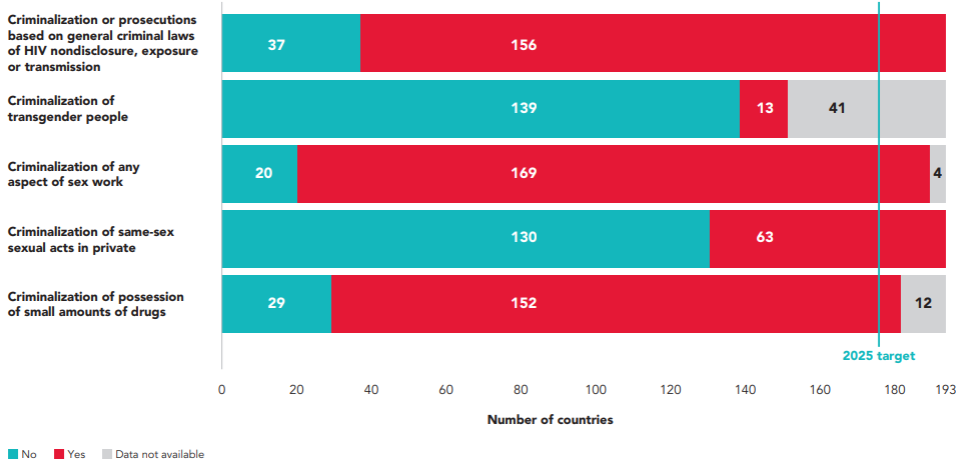 Criminalization or prosecutions
based on general criminal laws
of HIV nondisclosure, exposure
or transmission
37
156
Criminalization of
transgender people
139
13
41
Criminalization of any
aspect of sex work
20
169
4
Criminalization of same-sex
sexual acts in private
130
63
Criminalization of possession
of small amounts of drugs
29
152
12
2025 target
0 20 40 60 80 100 120 140 160 180 193
Number of countries
No Yes Data not available